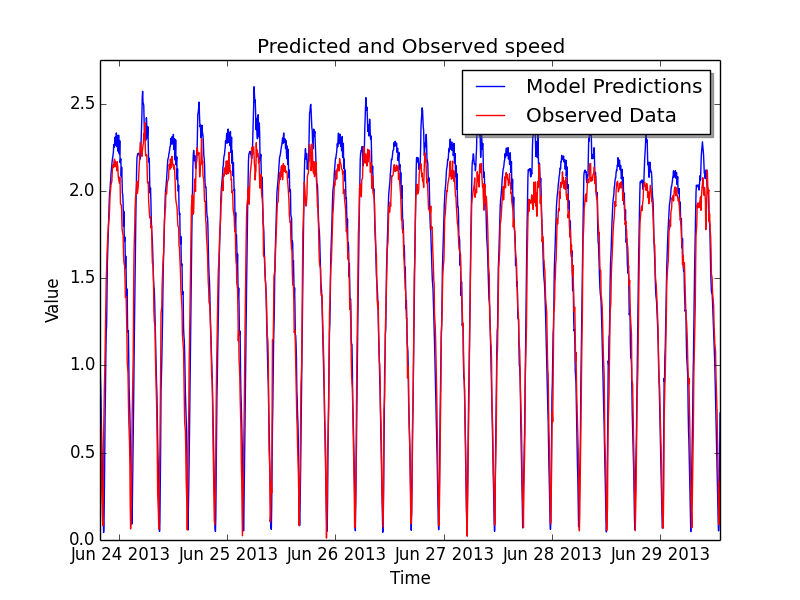 Predicted and Observed speed
Model Predictions
Observed Data
2.5
2.0
1.5
1.0
0.5
0.0
Value
Jun 24 2013 Jun 25 2013 Jun 26 2013 Jun 27 2013 Jun 28 2013 Jun 29 2013
Time